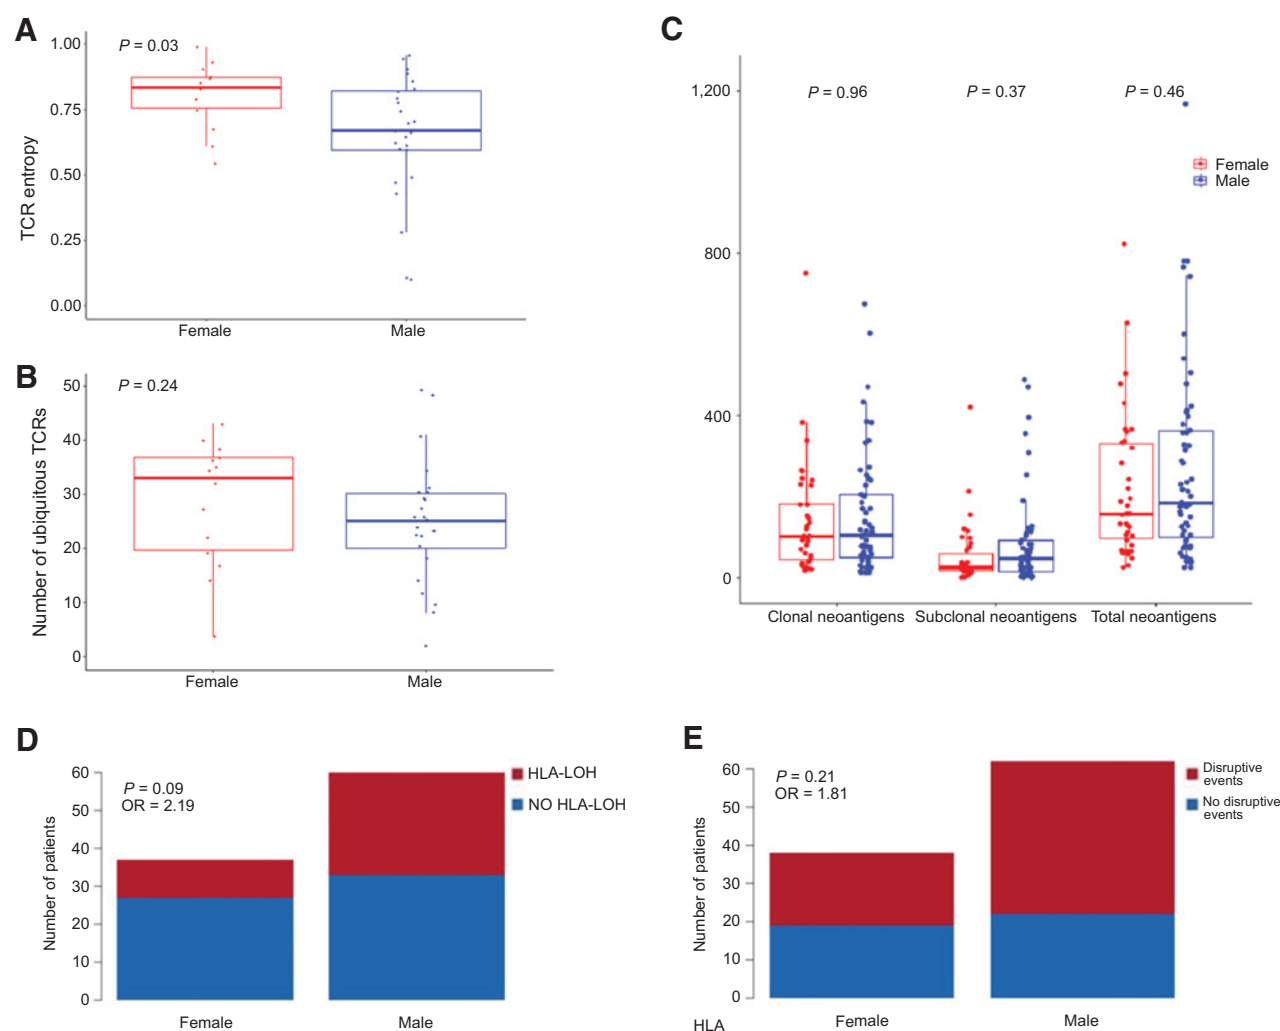 A
P = 0.03
1.00
0.75
0.50
0.25
0.00
TCR entropy
Female
Male
B
P = 0.24
50
40
30
20
10
0
Number of ubiquitous TCRs
Female
Male
C
1,200
800
400
0
P = 0.96
P = 0.37
P = 0.46
Female
Male
Clonal neoantigens
Subclonal neoantigens
Total neoantigens
D
P = 0.09
OR = 2.19
HLA-LOH
NO HLA-LOH
60
50
40
30
20
10
0
Number of patients
Female
Male
E
P = 0.21
OR = 1.81
Disruptive
events
No disruptive
events
60
50
40
30
20
10
0
Number of patients
HLA
Female
Male